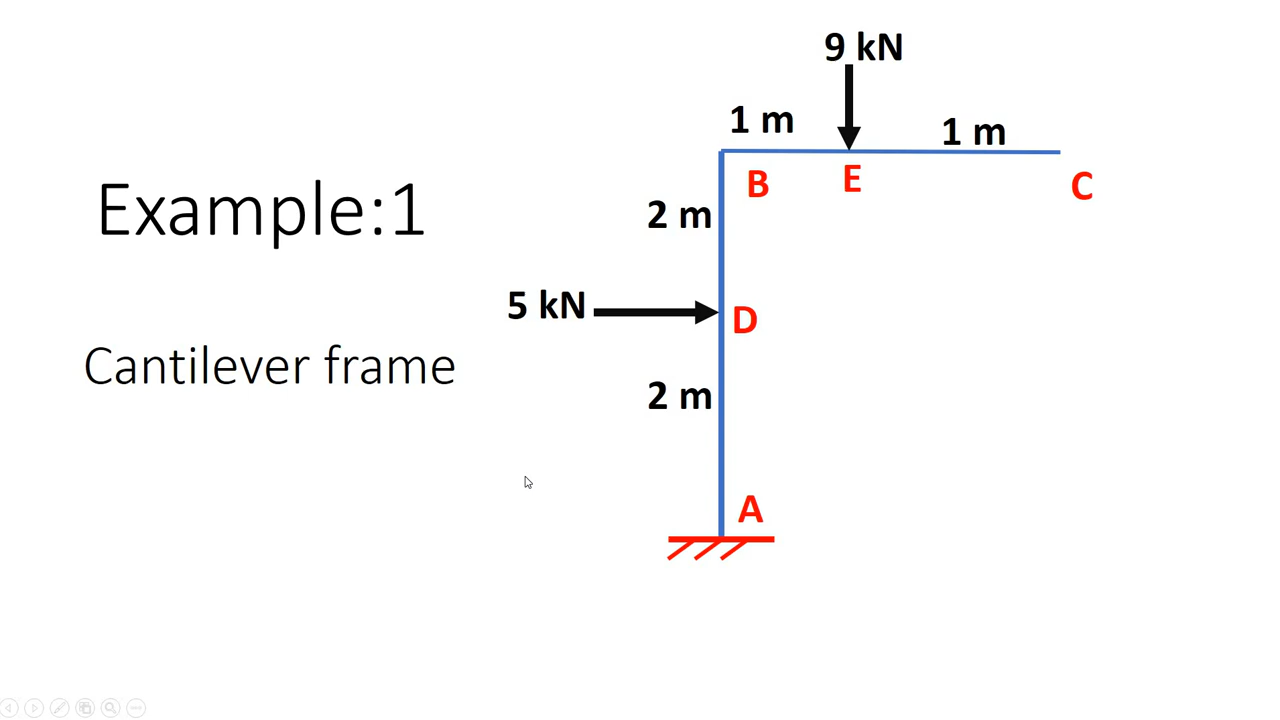 Example:1
Cantilever frame
9 kN
1 m
1 m
B
E
C
2 m
5 kN
D
2 m
A